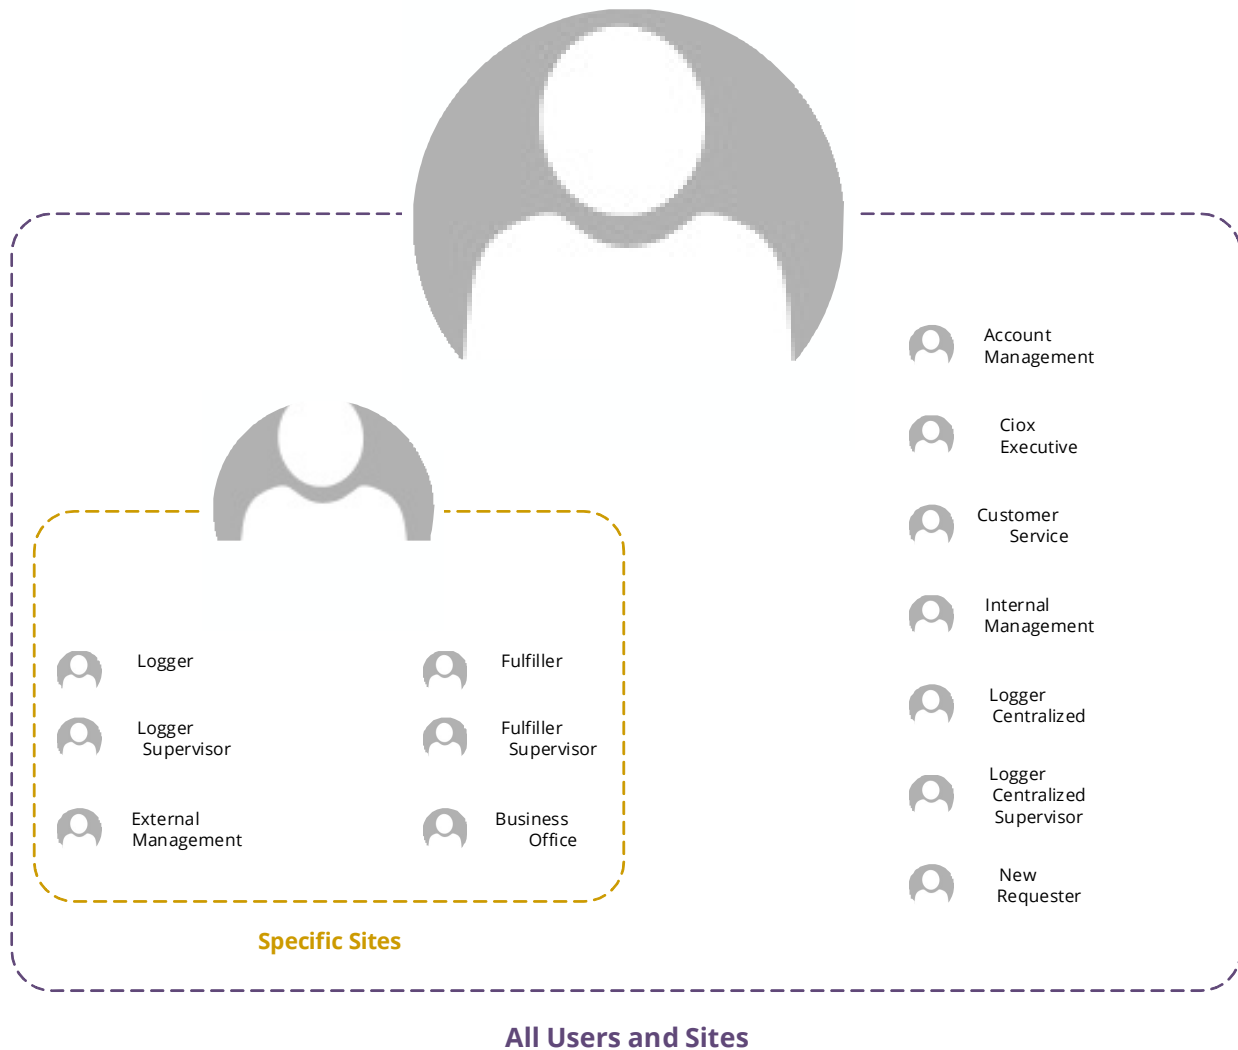 Logger
Logger
Supervisor
External
Management
Fulfiller
Fulfiller
Supervisor
Business
Office
Specific Sites
Account
Management
Ciox
Executive
Customer
Service
Internal
Management
Logger
Centralized
Logger
Centralized
Supervisor
New
Requester
All Users and Sites